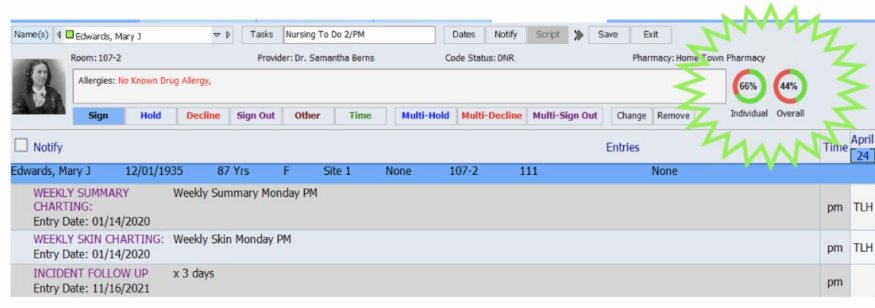 Name(s) Edwards, Mary J Tasks Nursing To Do 2/PM Dates Notify Script Save Exit
Room: 107-2 Provider: Dr. Samantha Berns Code Status: DNR Pharmacy: Home Town Pharmacy
Allergies: No Known Drug Allergy,
66% 44%
Individual Overall
Sign Hold Decline Sign Out Other Time Multi-Hold Multi-Decline Multi-Sign Out Change Remove
Notify Entries Time April
24
Edwards, Mary J 12/01/1935 87 Yrs F Site 1 None 107-2 111 None
WEEKLY SUMMARY Weekly Summary Monday PM
CHARTING:
Entry Date: 01/14/2020
pm TLH
WEEKLY SKIN CHARTING: Weekly Skin Monday PM
Entry Date: 01/14/2020
pm TLH
INCIDENT FOLLOW UP x 3 days
Entry Date: 11/16/2021
pm